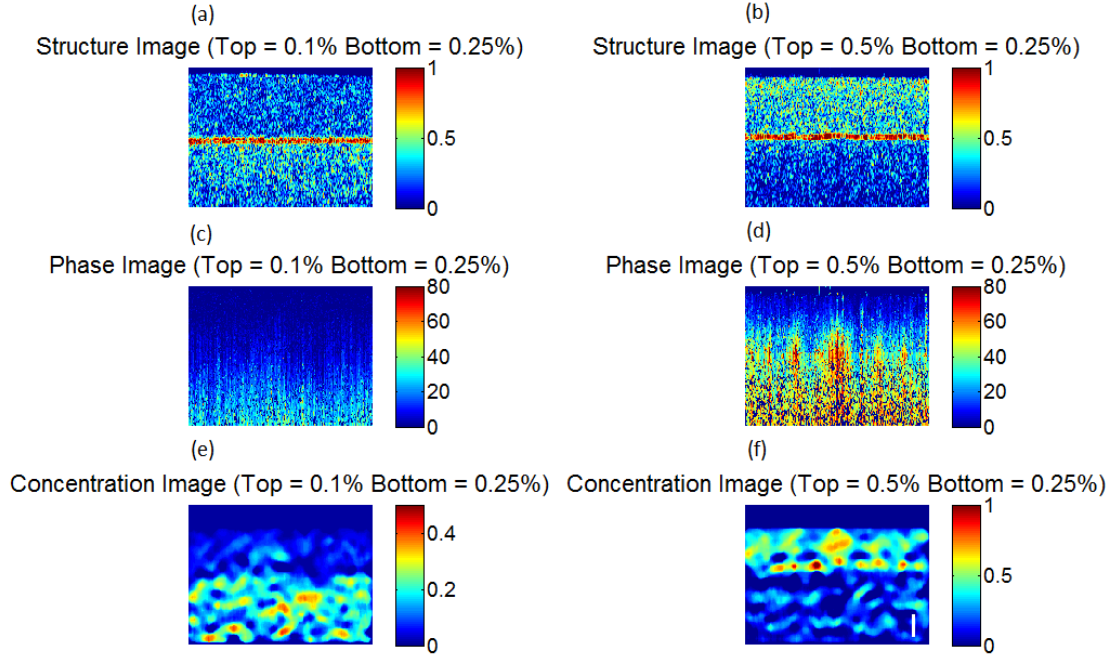 (a)
Structure Image (Top = 0.1% Bottom = 0.25%)
1
0.5
0
(b)
Structure Image (Top = 0.5% Bottom = 0.25%)
1
0.5
0
(c)
Phase Image (Top = 0.1% Bottom = 0.25%)
80
60
40
20
0
(d)
Phase Image (Top = 0.5% Bottom = 0.25%)
80
60
40
20
0
(e)
Concentration Image (Top = 0.1% Bottom = 0.25%)
0.4
0.2
0
(f)
Concentration Image (Top = 0.5% Bottom = 0.25%)
1
0.5
0